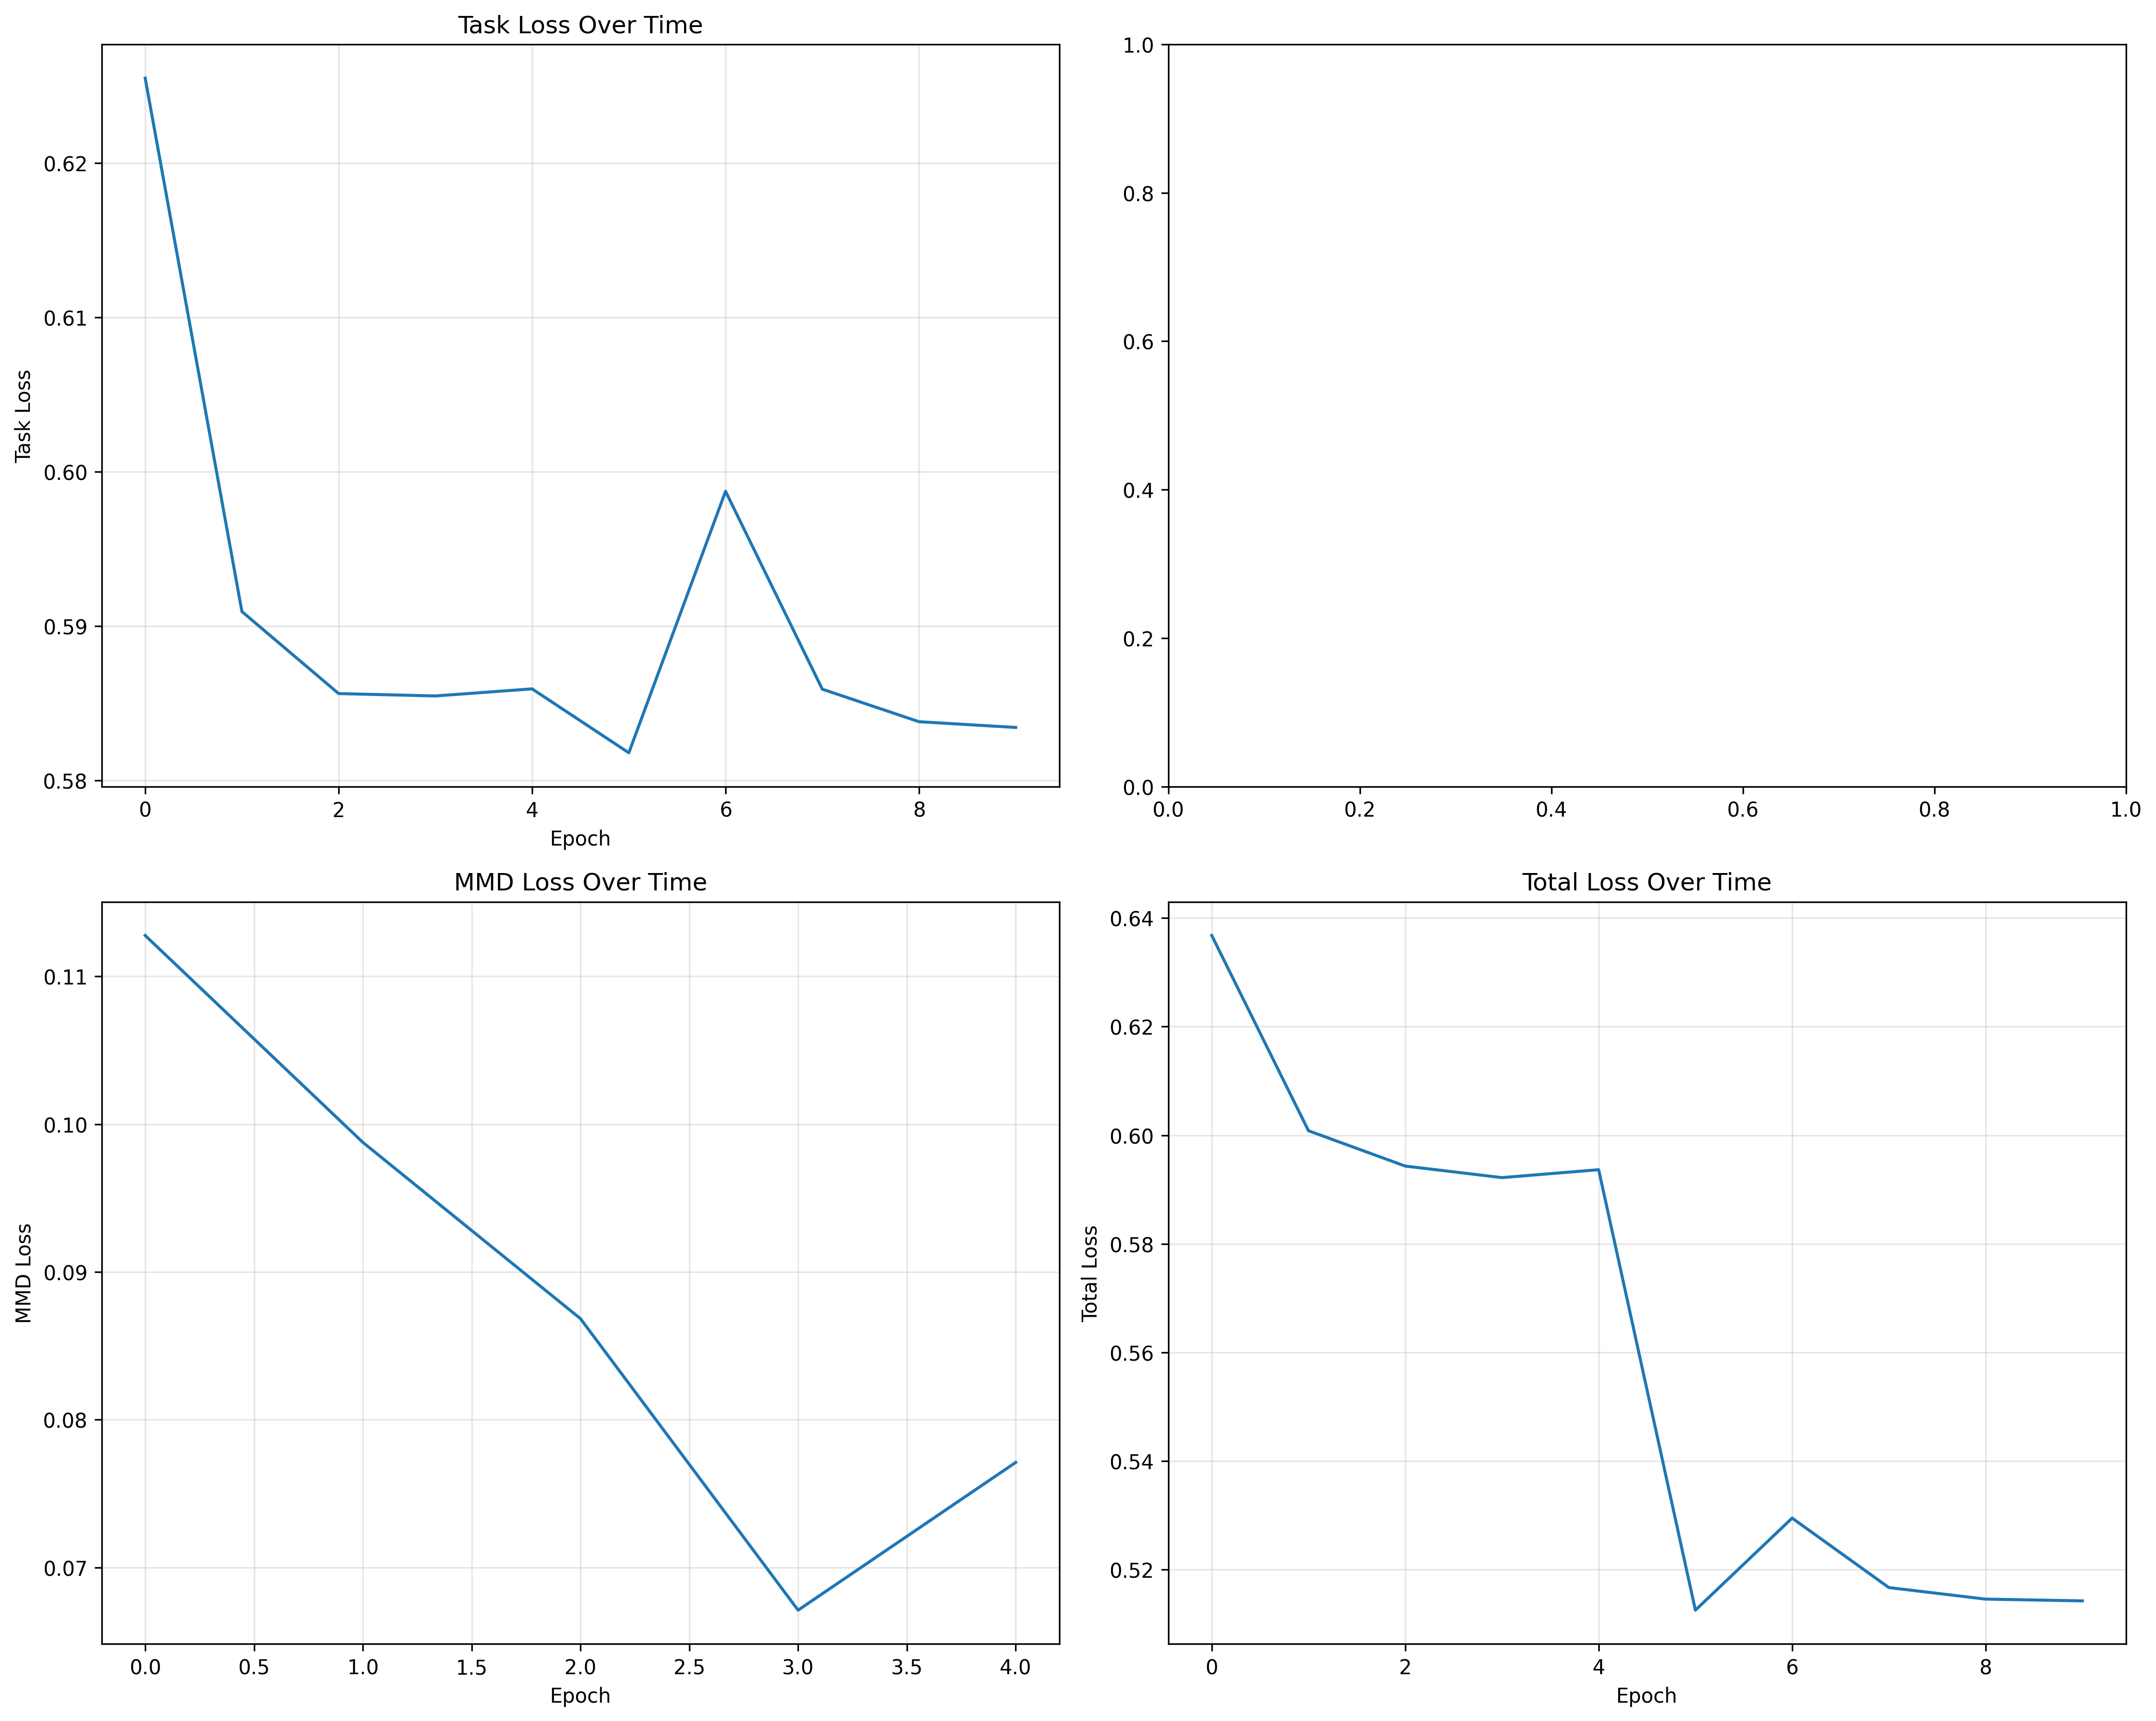 Task Loss Over Time
Task Loss
0.62
0.61
0.60
0.59
0.58
0 2 4 6 8
Epoch
1.0
0.8
0.6
0.4
0.2
0.0
0.0 0.2 0.4 0.6 0.8 1.0
MMD Loss Over Time
MMD Loss
0.11
0.10
0.09
0.08
0.07
0.0 0.5 1.0 1.5 2.0 2.5 3.0 3.5 4.0
Epoch
Total Loss Over Time
Total Loss
0.64
0.62
0.60
0.58
0.56
0.54
0.52
0 2 4 6 8
Epoch